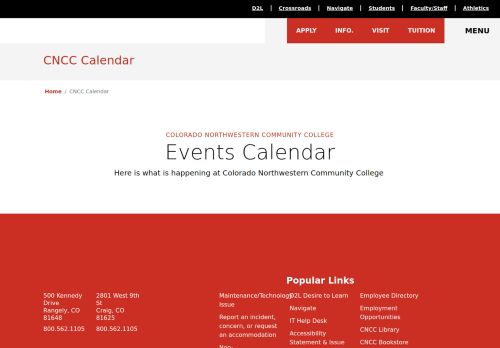 D2L | Crossroads | Navigate | Students | Faculty/Staff | Athletics
APPLY INFO. VISIT TUITION MENU
CNCC Calendar
Home / CNCC Calendar
COLORADO NORTHWESTERN COMMUNITY COLLEGE
Events Calendar
Here is what is happening at Colorado Northwestern Community College
500 Kennedy
Drive
Rangely, CO
81648
800.562.1105
2801 West 9th
St
Craig, CO
81625
800.562.1105
Maintenance/Technology
Issue
Report an incident,
concern, or request
an accommodation
Non-
Popular Links
D2L Desire to Learn
Navigate
IT Help Desk
Accessibility
Statement & Issue
Employee Directory
Employment
Opportunities
CNCC Library
CNCC Bookstore